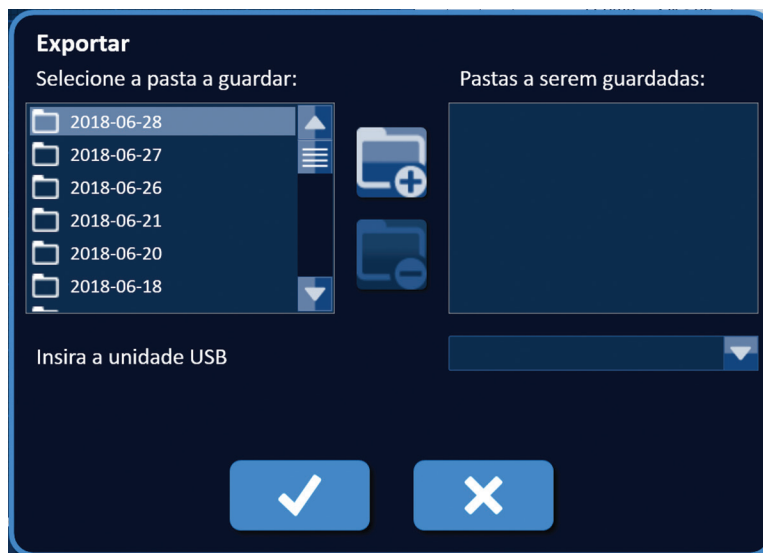 Exportar
Selecione a pasta a guardar:
Pastas a serem guardadas:
2018-06-28
2018-06-27
2018-06-26
2018-06-21
2018-06-20
2018-06-18
Insira a unidade USB